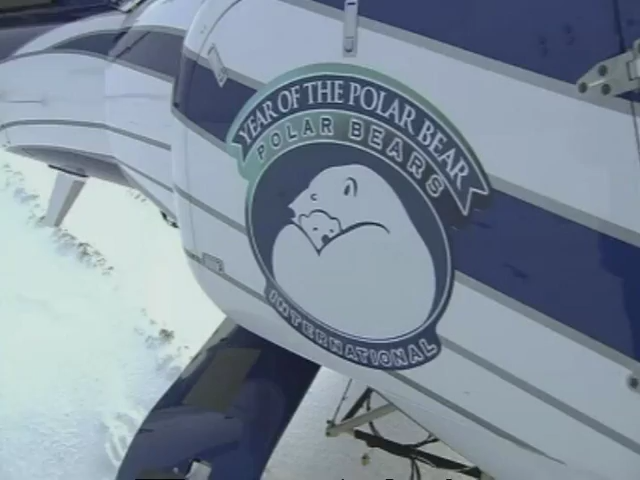 YEAR OF THE POLAR BEAR
POLAR BEARS
INTERNATIONAL